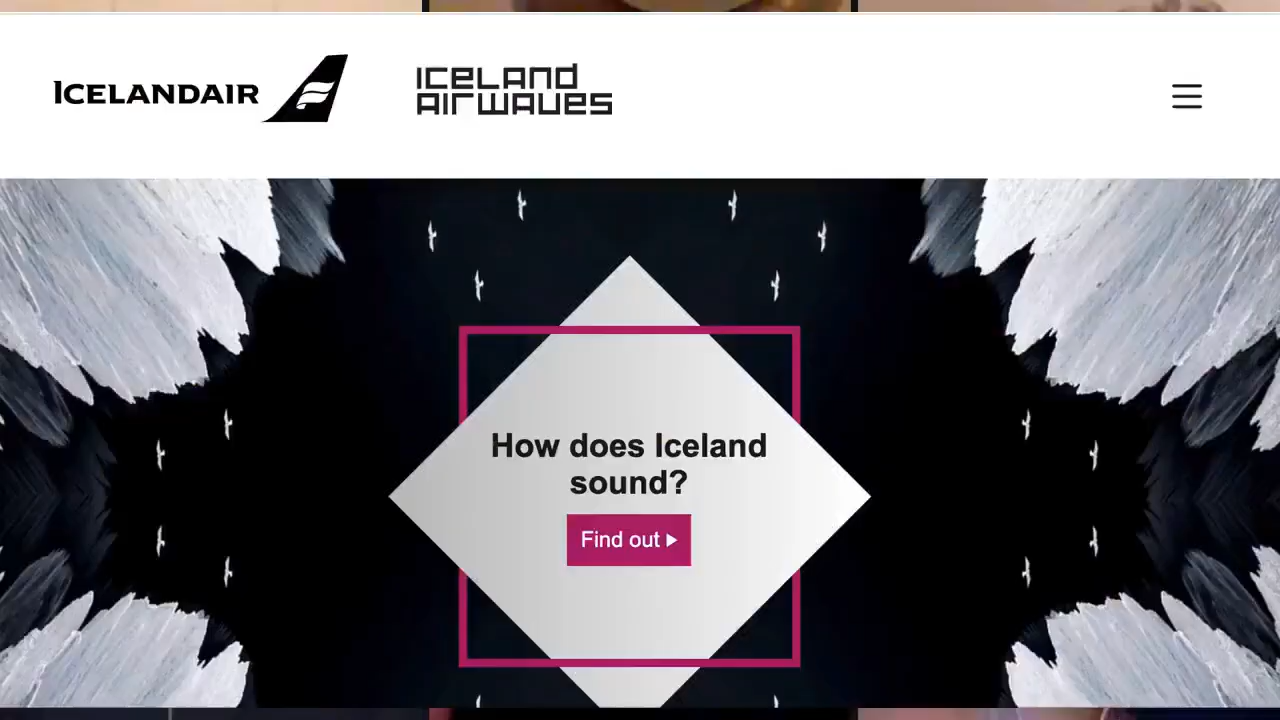 ICELANDAIR
ICELAND
AIRWAVES
How does Iceland
sound?
Find out